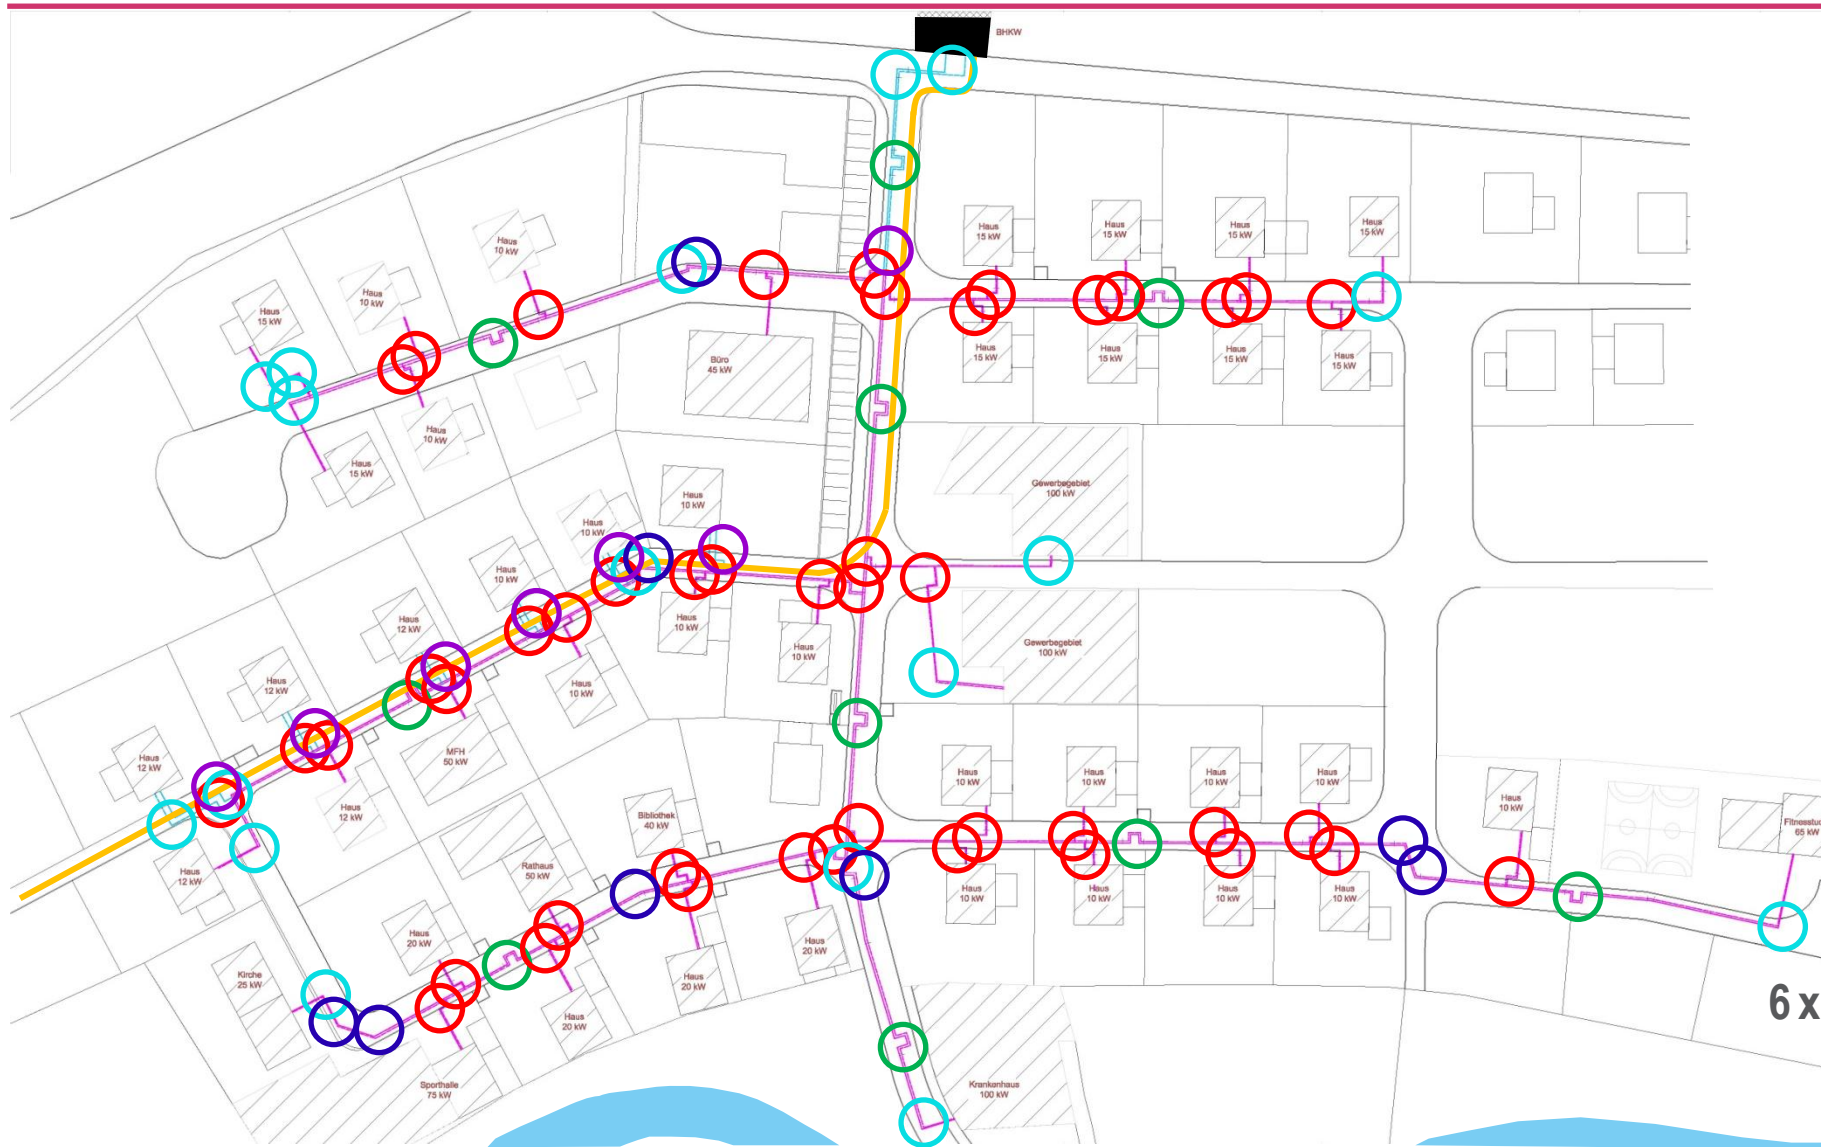 BHKW
Haus
15 kW
Haus
15 kW
Haus
15 kW
Haus
15 kW
Haus
10 kW
Haus
10 kW
Haus
15 kW
Haus
15 kW
Haus
15 kW
Haus
15 kW
Haus
15 kW
Büro
45 kW
Haus
10 kW
Haus
15 kW
Gewerbegebiet
100 kW
Haus
10 kW
Haus
10 kW
Haus
10 kW
Haus
12 kW
Haus
10 kW
Haus
10 kW
Gewerbegebiet
100 kW
Haus
12 kW
Haus
10 kW
Haus
12 kW
MFH
50 kW
Haus
10 kW
Haus
10 kW
Haus
10 kW
Haus
10 kW
Haus
10 kW
Haus
12 kW
Bibliothek
40 kW
Fitnesstu
65 kW
Haus
12 kW
Rathaus
50 kW
Haus
10 kW
Haus
10 kW
Haus
10 kW
Haus
10 kW
Haus
20 kW
Haus
20 kW
Kirche
25 kW
Haus
20 kW
Haus
20 kW
6 x
Sporthalle
75 kW
Krankenhaus
100 kW